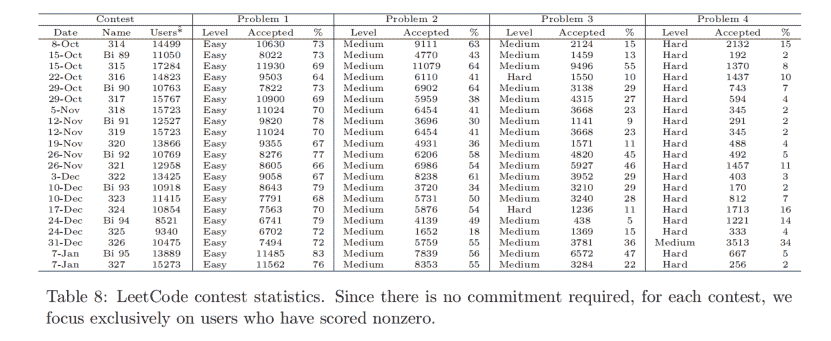 Contest Problem 1 Problem 2 Problem 3 Problem 4
Date Name Users* Level Accepted % Level Accepted % Level Accepted % Level Accepted %
8-Oct 314 14499 Easy 10630 73 Medium 9111 63 Medium 2124 15 Hard 2132 15
15-Oct Bi 89 11050 Easy 8022 73 Medium 4770 43 Medium 1459 13 Hard 192 2
15-Oct 315 17284 Easy 11930 69 Medium 11079 64 Medium 9496 55 Hard 1370 8
22-Oct 316 14823 Easy 9503 64 Medium 6110 41 Hard 1550 10 Hard 1437 10
29-Oct Bi 90 10763 Easy 7822 73 Medium 6902 64 Medium 3138 29 Hard 743 7
29-Oct 317 15767 Easy 10900 69 Medium 5959 38 Medium 4315 27 Hard 594 4
5-Nov 318 15723 Easy 11024 70 Medium 6454 41 Medium 3668 23 Hard 345 2
12-Nov Bi 91 12527 Easy 9820 78 Medium 3696 30 Medium 1141 9 Hard 291 2
12-Nov 319 15723 Easy 11024 70 Medium 6454 41 Medium 3668 23 Hard 345 2
19-Nov 320 13866 Easy 9355 67 Medium 4931 36 Medium 1571 11 Hard 488 4
26-Nov Bi 92 10769 Easy 8276 77 Medium 6206 58 Medium 4820 45 Hard 492 5
26-Nov 321 12958 Easy 8605 66 Medium 6986 54 Medium 5927 46 Hard 1457 11
3-Dec 322 13425 Easy 9058 67 Medium 8238 61 Medium 3952 29 Hard 403 3
10-Dec Bi 93 10918 Easy 8643 79 Medium 3720 34 Medium 3210 29 Hard 170 2
10-Dec 323 11415 Easy 7791 68 Medium 5731 50 Medium 3240 28 Hard 812 7
17-Dec 324 10854 Easy 7563 70 Medium 5876 54 Hard 1236 11 Hard 1713 16
24-Dec Bi 94 8521 Easy 6741 79 Medium 4139 49 Medium 438 5 Hard 1221 14
24-Dec 325 9340 Easy 6702 72 Medium 1652 18 Medium 1369 15 Hard 333 4
31-Dec 326 10475 Easy 7494 72 Medium 5759 55 Medium 3781 36 Medium 3513 34
7-Jan Bi 95 13889 Easy 11485 83 Medium 7839 56 Medium 6572 47 Hard 667 5
7-Jan 327 15273 Easy 11562 76 Medium 8353 55 Medium 3284 22 Hard 256 2
Table 8: LeetCode contest statistics. Since there is no commitment required, for each contest, we
focus exclusively on users who have scored nonzero.